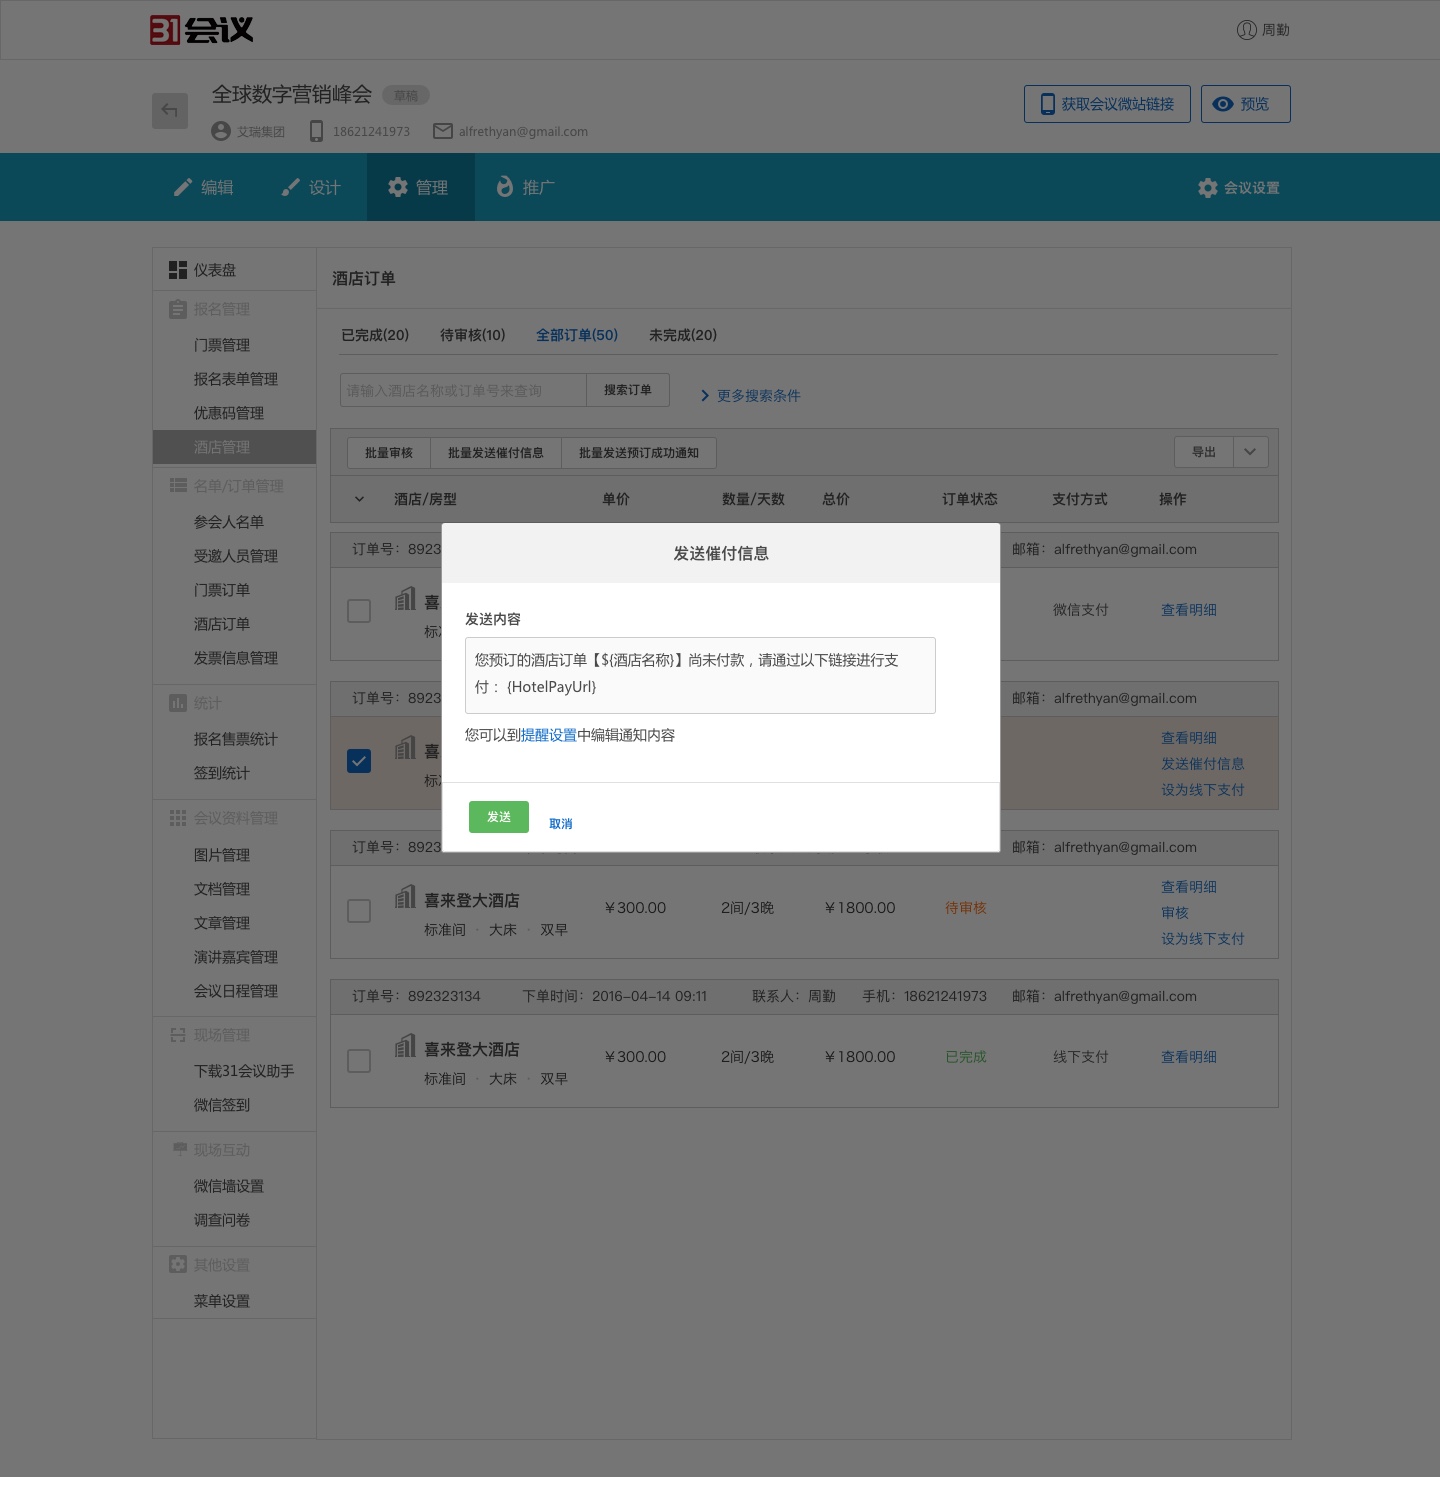 31会议
周勤
全球数字营销峰会 草稿
艾瑞集团 18621241973 alfrethyan@gmail.com
获取会议微站链接 预览
编辑 设计 管理 推广 会议设置
仪表盘
报名管理
门票管理
报名表单管理
优惠码管理
酒店管理
名单/订单管理
参会人名单
受邀人员管理
门票订单
酒店订单
发票信息管理
统计
报名售票统计
签到统计
会议资料管理
图片管理
文档管理
文章管理
演讲嘉宾管理
会议日程管理
现场管理
下载31会议助手
微信签到
现场互动
微信墙设置
调查问卷
其他设置
菜单设置
酒店订单
已完成(20) 待审核(10) 全部订单(50) 未完成(20)
请输入酒店名称或订单号来查询 搜索订单 更多搜索条件
批量审核 批量发送催付信息 批量发送预订成功通知 导出
酒店/房型 单价 数量/天数 总价 订单状态 支付方式 操作
订单号：8923 邮箱：alfrethyan@gmail.com
喜 微信支付 查看明细
标
订单号：8923 邮箱：alfrethyan@gmail.com
喜 查看明细
发送催付信息
标 设为线下支付
发送催付信息
发送内容
您预订的酒店订单【${酒店名称}】尚未付款，请通过以下链接进行支
付：{HotelPayUrl}
您可以到提醒设置中编辑通知内容
发送 取消
订单号：8923 邮箱：alfrethyan@gmail.com
喜来登大酒店 ￥300.00 2间/3晚 ￥1800.00 待审核 查看明细
审核
标准间 · 大床 · 双早 设为线下支付
订单号：892323134 下单时间：2016-04-14 09:11 联系人：周勤 手机：18621241973 邮箱：alfrethyan@gmail.com
喜来登大酒店 ￥300.00 2间/3晚 ￥1800.00 已完成 线下支付 查看明细
标准间 · 大床 · 双早